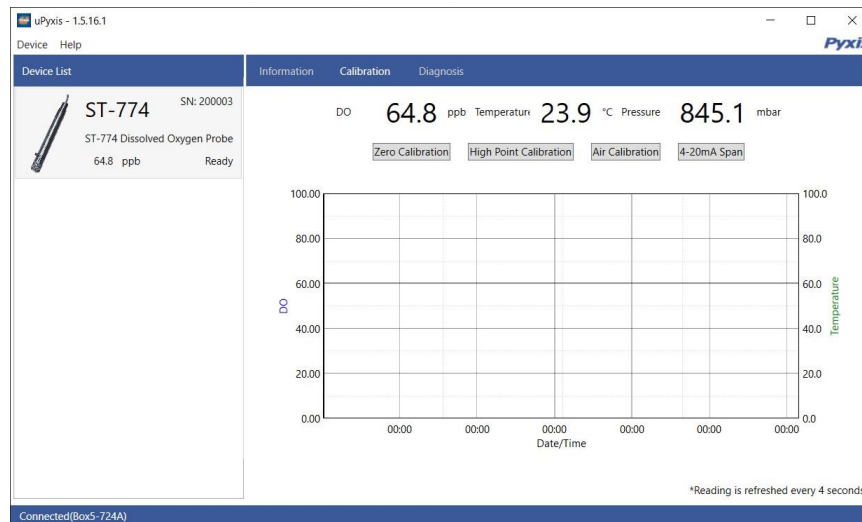 uPyxis - 1.5.16.1
Device Help
Pyxis
Device List
Information Calibration Diagnosis
ST-774 SN: 200003
ST-774 Dissolved Oxygen Probe
64.8 ppb Ready
DO 64.8 ppb Temperature 23.9 °C Pressure 845.1 mbar
Zero Calibration High Point Calibration Air Calibration 4-20mA Span
100.00 100.0
80.00 80.0
60.00 60.0
DO
Temperature
40.00 40.0
20.00 20.0
0.00 0.0
00:00 00:00 00:00 00:00 00:00 00:00
Date/Time
*Reading is refreshed every 4 seconds
Connected(Box5-724A)